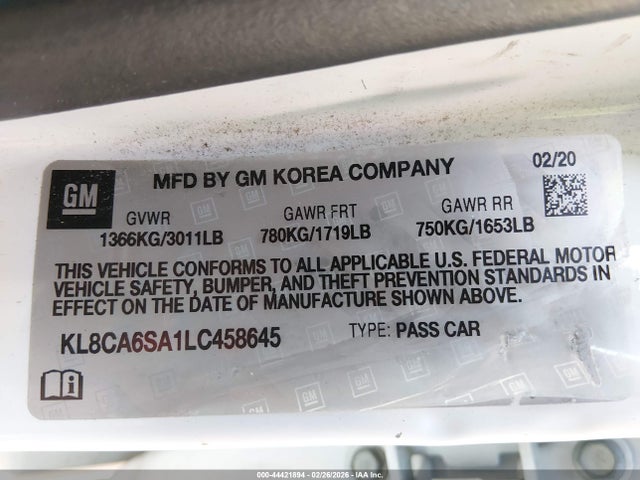 GM
MFD BY GM KOREA COMPANY
02/20
GVWR
1366KG/3011LB
GAWR FRT
780KG/1719LB
GAWR RR
750KG/1653LB
THIS VEHICLE CONFORMS TO ALL APPLICABLE U.S. FEDERAL MOTOR
VEHICLE SAFETY, BUMPER, AND THEFT PREVENTION STANDARDS IN
EFFECT ON THE DATE OF MANUFACTURE SHOWN ABOVE.
KL8CA6SA1LC458645
TYPE: PASS CAR
000-44421894 - 02/26/2026 - IAA Inc.